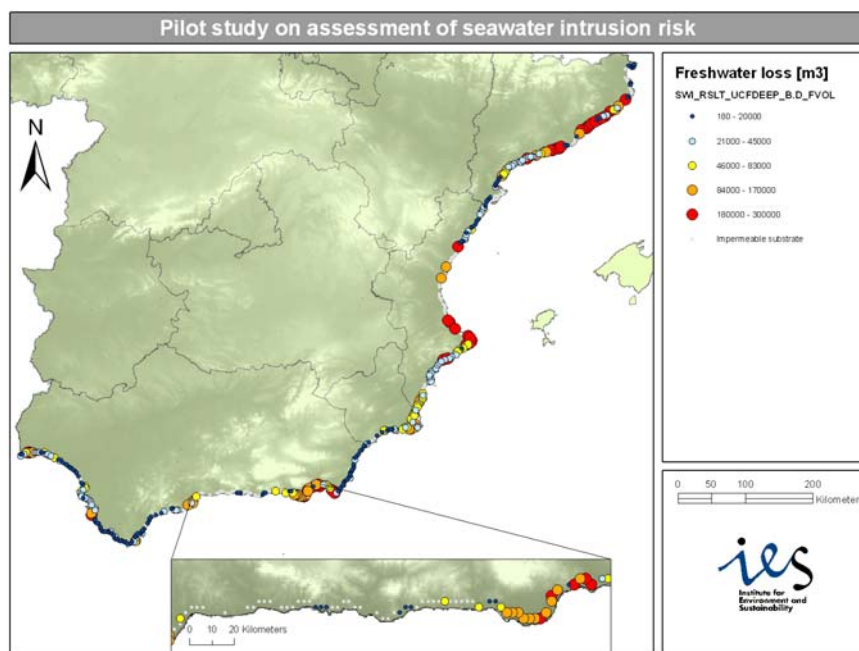 Pilot study on assessment of seawater intrusion risk
N
Freshwater loss [m3]
SWI_RSLT_UCFDEEP_B.D_FVOL
180 - 20000
21000 - 45000
46000 - 83000
84000 - 170000
180000 - 300000
Impermeable substrate
0 50 100 200
Kilometers
0 10 20 Kilometers
ies
Institute for
Environment and
Sustainability